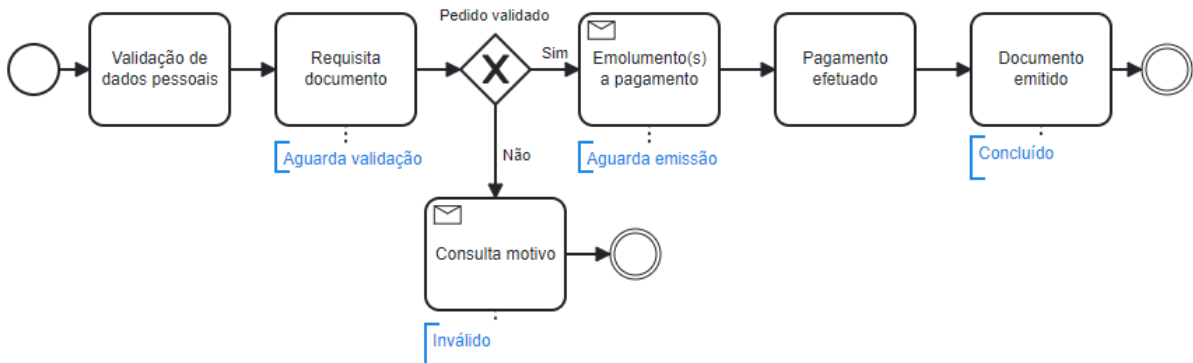 Pedido validado
Validação de
dados pessoais
Requisita
documento
Sim
Emolumento(s)
a pagamento
Pagamento
efetuado
Documento
emitido
Aguarda validação
Não
Aguarda emissão
Concluído
Consulta motivo
Inválido